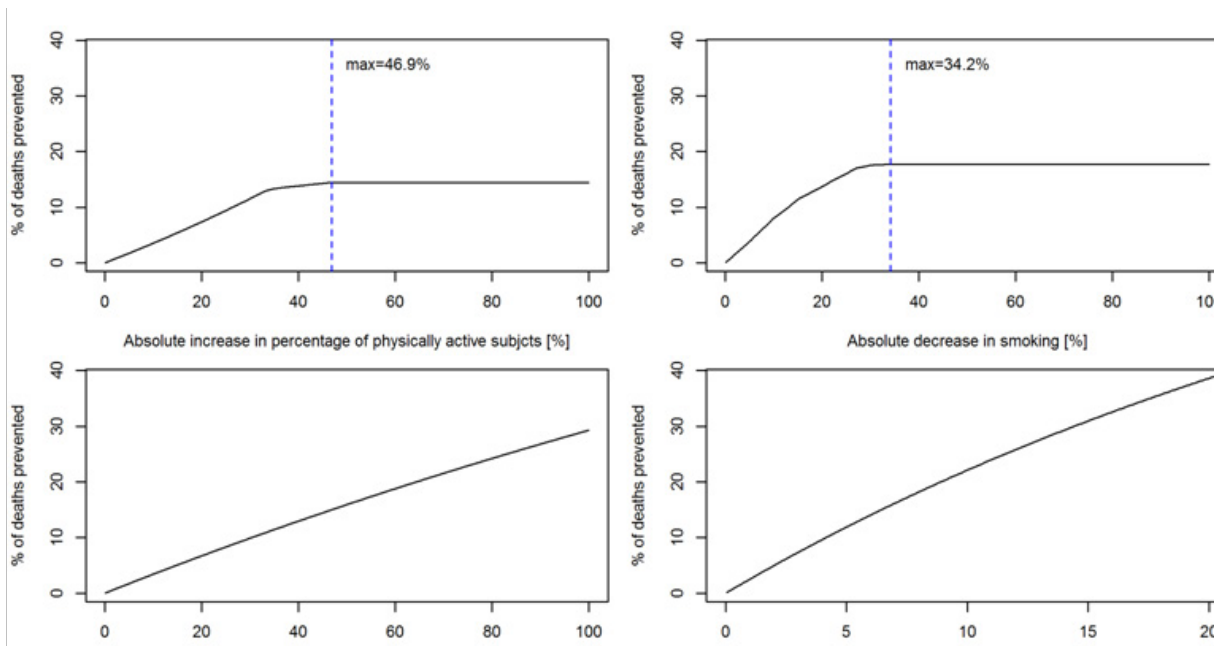 % of deaths prevented
40
30
20
10
0
max=46.9%
0 20 40 60 80 100
Absolute increase in percentage of physically active subjcts [%]
% of deaths prevented
40
30
20
10
0
max=34.2%
0 20 40 60 80 10
Absolute decrease in smoking [%]
% of deaths prevented
40
30
20
10
0
0 20 40 60 80 100
% of deaths prevented
40
30
20
10
0
0 5 10 15 20